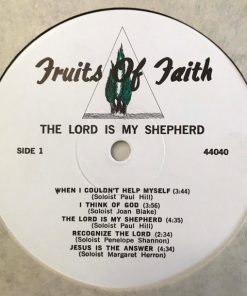 Fruits Of Faith
THE LORD IS MY SHEPHERD
SIDE 1 44040
WHEN I COULDN'T HELP MYSELF (3:44)
(Soloist Paul Hill)
I THINK OF GOD (3:56)
(Soloist Joan Blake)
THE LORD IS MY SHEPHERD (4:35)
(Soloist Paul Hill)
RECOGNIZE THE LORD (2:34)
(Soloist Penelope Shannon)
JESUS IS THE ANSWER (4:34)
(Soloist Margaret Herron)